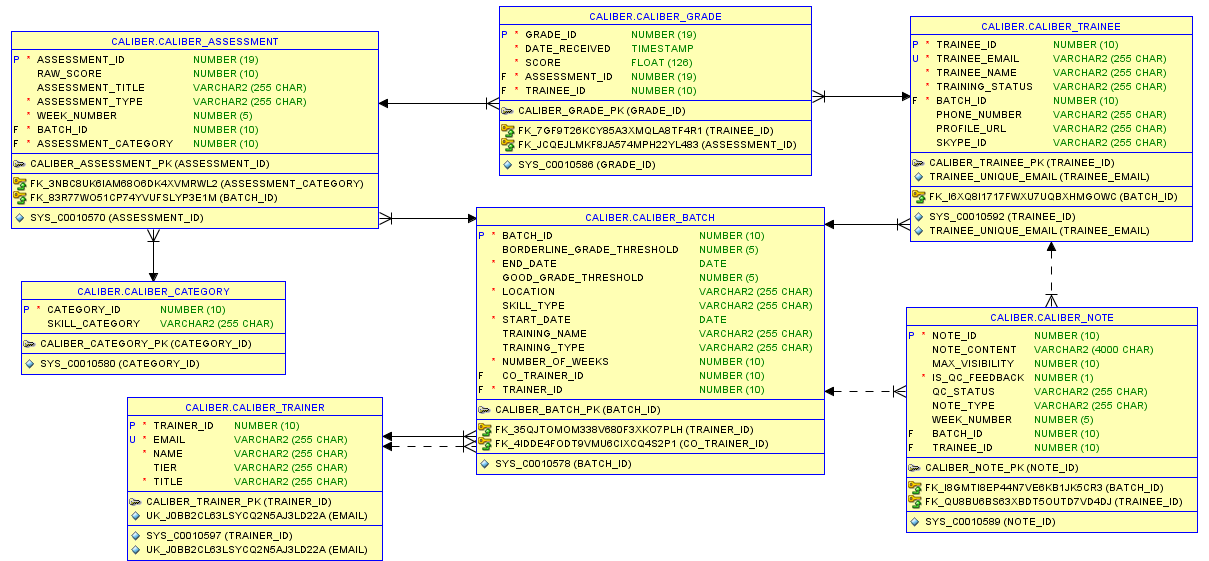 CALIBER.CALIBER_ASSESSMENT
P * ASSESSMENT_ID NUMBER (19)
RAW_SCORE NUMBER (10)
ASSESSMENT_TITLE VARCHAR2 (255 CHAR)
* ASSESSMENT_TYPE VARCHAR2 (255 CHAR)
* WEEK_NUMBER NUMBER (5)
F * BATCH_ID NUMBER (10)
F * ASSESSMENT_CATEGORY NUMBER (10)
CALIBER_ASSESSMENT_PK (ASSESSMENT_ID)
FK_3NBC8UK6IAM68O6DK4XVMRWL2 (ASSESSMENT_CATEGORY)
FK_83R77WO51CP74YVUFSLYP3E1M (BATCH_ID)
SYS_C0010570 (ASSESSMENT_ID)
CALIBER.CALIBER_GRADE
P * GRADE_ID NUMBER (19)
* DATE_RECEIVED TIMESTAMP
* SCORE FLOAT (126)
F * ASSESSMENT_ID NUMBER (19)
F * TRAINEE_ID NUMBER (10)
CALIBER_GRADE_PK (GRADE_ID)
FK_7GF9T26KCY85A3XMQLA8TF4R1 (TRAINEE_ID)
FK_JCQEJLMKF8JA574MPH22YL483 (ASSESSMENT_ID)
SYS_C0010586 (GRADE_ID)
CALIBER.CALIBER_TRAINEE
P * TRAINEE_ID NUMBER (10)
U * TRAINEE_EMAIL VARCHAR2 (255 CHAR)
* TRAINEE_NAME VARCHAR2 (255 CHAR)
* TRAINING_STATUS VARCHAR2 (255 CHAR)
F * BATCH_ID NUMBER (10)
PHONE_NUMBER VARCHAR2 (255 CHAR)
PROFILE_URL VARCHAR2 (255 CHAR)
SKYPE_ID VARCHAR2 (255 CHAR)
CALIBER_TRAINEE_PK (TRAINEE_ID)
TRAINEE_UNIQUE_EMAIL (TRAINEE_EMAIL)
FK_I6XQ8I1717FWXU7UQBXHMGOWC (BATCH_ID)
SYS_C0010592 (TRAINEE_ID)
TRAINEE_UNIQUE_EMAIL (TRAINEE_EMAIL)
CALIBER.CALIBER_BATCH
P * BATCH_ID NUMBER (10)
BORDERLINE_GRADE_THRESHOLD NUMBER (5)
* END_DATE DATE
GOOD_GRADE_THRESHOLD NUMBER (5)
* LOCATION VARCHAR2 (255 CHAR)
SKILL_TYPE VARCHAR2 (255 CHAR)
* START_DATE DATE
TRAINING_NAME VARCHAR2 (255 CHAR)
TRAINING_TYPE VARCHAR2 (255 CHAR)
* NUMBER_OF_WEEKS NUMBER (10)
F CO_TRAINER_ID NUMBER (10)
F * TRAINER_ID NUMBER (10)
CALIBER_BATCH_PK (BATCH_ID)
FK_35QJTOMOM338V680F3XKO7PLH (TRAINER_ID)
FK_4IDDE4FODT9VMU6CIXCQ4S2P1 (CO_TRAINER_ID)
SYS_C0010578 (BATCH_ID)
CALIBER.CALIBER_CATEGORY
P * CATEGORY_ID NUMBER (10)
SKILL_CATEGORY VARCHAR2 (255 CHAR)
CALIBER_CATEGORY_PK (CATEGORY_ID)
SYS_C0010580 (CATEGORY_ID)
CALIBER.CALIBER_TRAINER
P * TRAINER_ID NUMBER (10)
U * EMAIL VARCHAR2 (255 CHAR)
* NAME VARCHAR2 (255 CHAR)
TIER VARCHAR2 (255 CHAR)
* TITLE VARCHAR2 (255 CHAR)
CALIBER_TRAINER_PK (TRAINER_ID)
UK_J0BB2CL63LSYCQ2N5AJ3LD22A (EMAIL)
SYS_C0010597 (TRAINER_ID)
UK_J0BB2CL63LSYCQ2N5AJ3LD22A (EMAIL)
CALIBER.CALIBER_NOTE
P * NOTE_ID NUMBER (10)
NOTE_CONTENT VARCHAR2 (4000 CHAR)
MAX_VISIBILITY NUMBER (10)
* IS_QC_FEEDBACK NUMBER (1)
QC_STATUS VARCHAR2 (255 CHAR)
NOTE_TYPE VARCHAR2 (255 CHAR)
WEEK_NUMBER NUMBER (5)
F BATCH_ID NUMBER (10)
F TRAINEE_ID NUMBER (10)
CALIBER_NOTE_PK (NOTE_ID)
FK_I8GMTI8EP44N7VE6KB1JK5CR3 (BATCH_ID)
FK_QU8BU6BS63XBDT5OUTD7VD4DJ (TRAINEE_ID)
SYS_C0010589 (NOTE_ID)